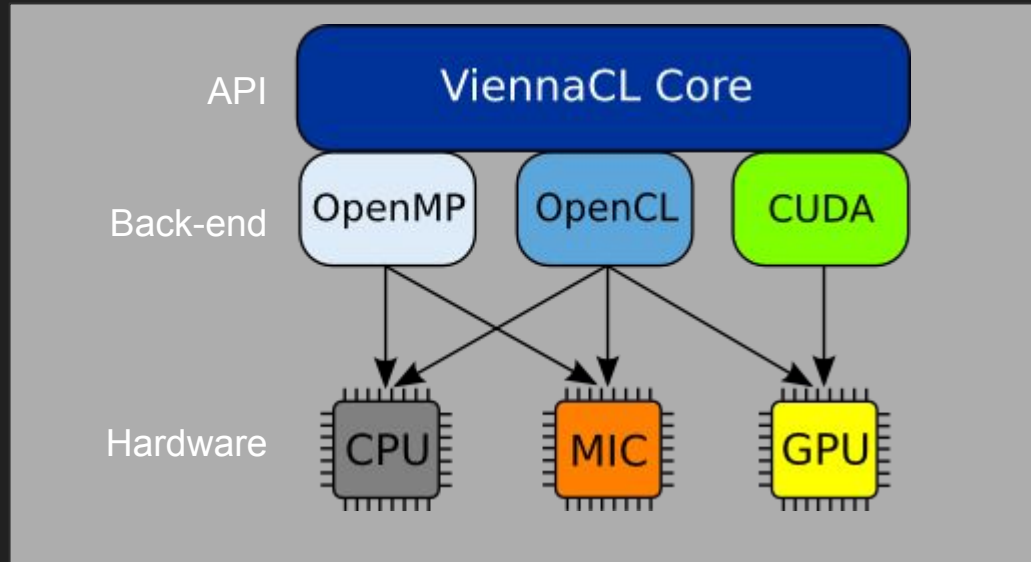 API
ViennaCL Core
Back-end
OpenMP
OpenCL
CUDA
Hardware
CPU
MIC
GPU